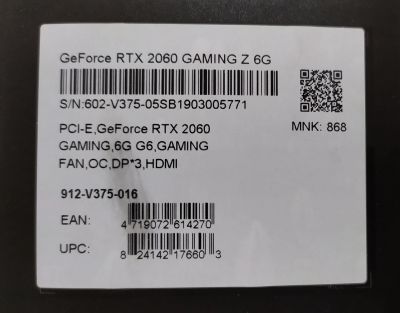 GeForce RTX 2060 GAMING Z 6G
S/N:602-V375-05SB1903005771
PCI-E,GeForce RTX 2060
GAMING,6G G6,GAMING
FAN,OC,DP*3,HDMI
MNK: 868
912-V375-016
EAN:
4 719072 614270
UPC:
8 24142 17660 3